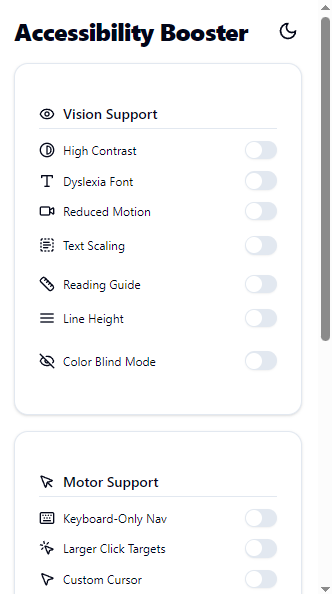 Accessibility Booster
Vision Support
High Contrast
Dyslexia Font
Reduced Motion
Text Scaling
Reading Guide
Line Height
Color Blind Mode
Motor Support
Keyboard-Only Nav
Larger Click Targets
Custom Cursor